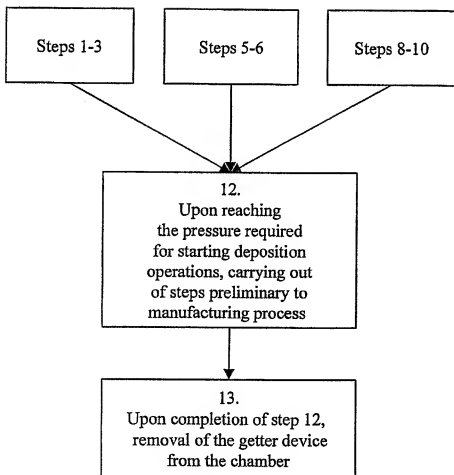 Steps 1-3
Steps 5-6
Steps 8-10
12.
Upon reaching
the pressure required
for starting deposition
operations, carrying out
of steps preliminary to
manufacturing process
13.
Upon completion of step 12,
removal of the getter device
from the chamber